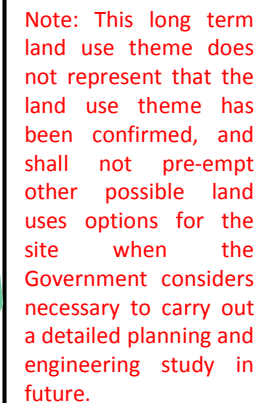 Note: This long term
land use theme does
not represent that the
land use theme has
been confirmed, and
shall not pre-empt
other possible land
uses options for the
site when the
Government considers
necessary to carry out
a detailed planning and
engineering study in
future.